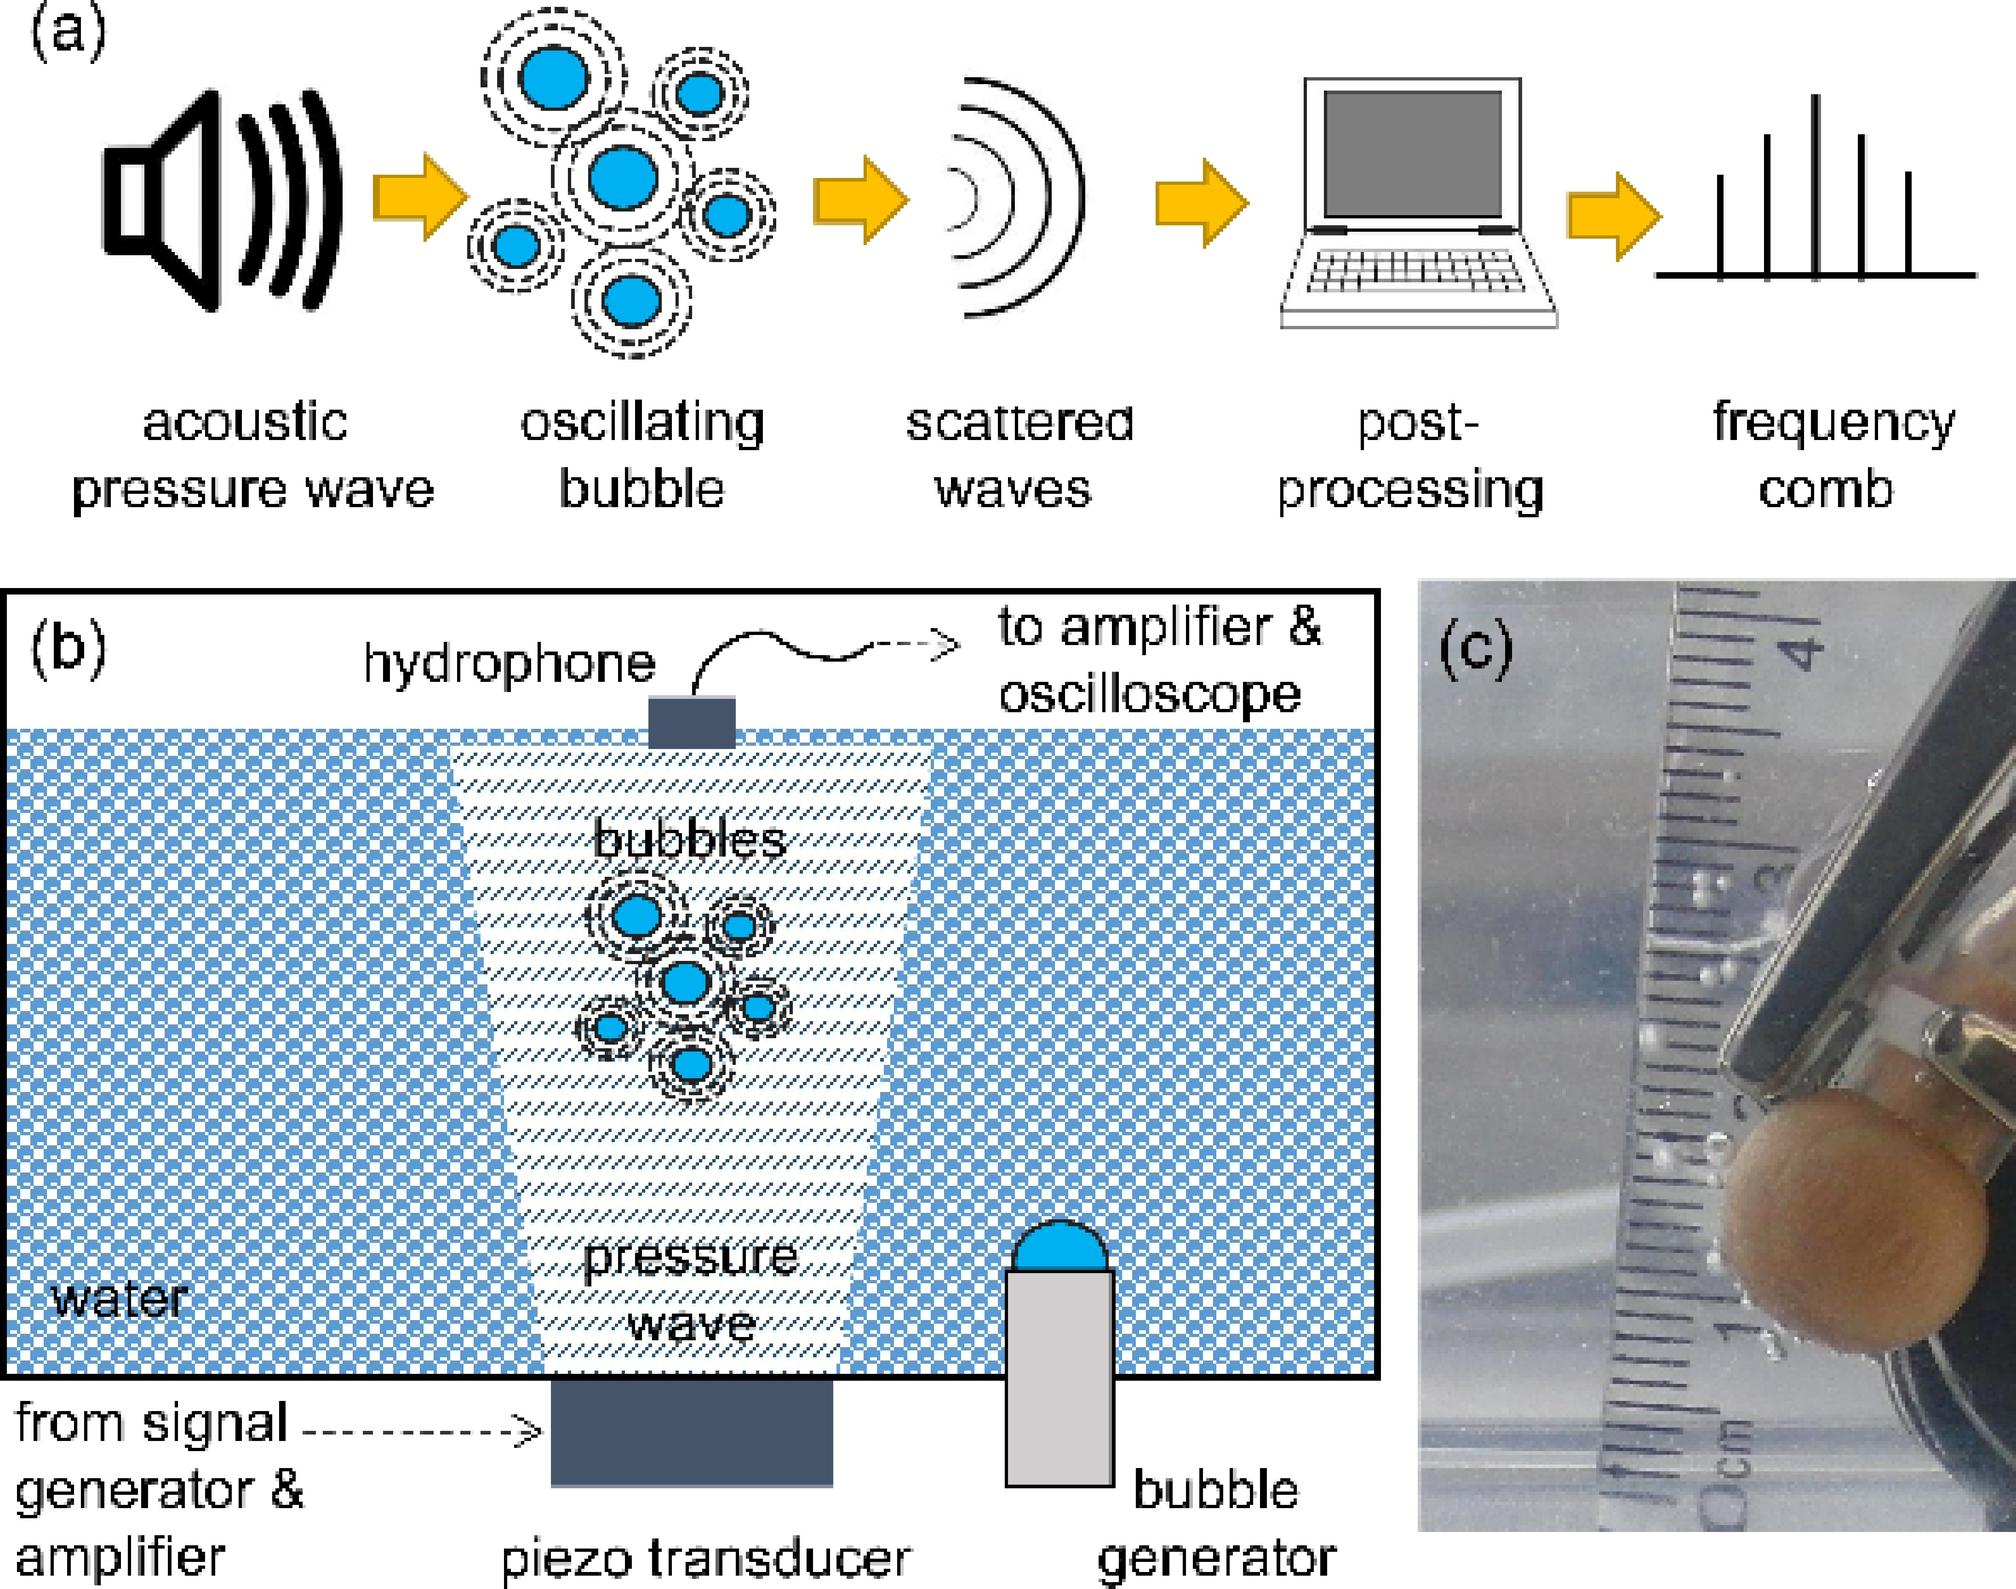 (a)
acoustic
pressure wave
oscillating
bubble
scattered
waves
post-
processing
frequency
comb
(b)
hydrophone
to amplifier &
oscilloscope
bubbles
pressure
wave
water
from signal
generator &
amplifier
piezo transducer
bubble
generator
(c)
4
3
2
1
0cm